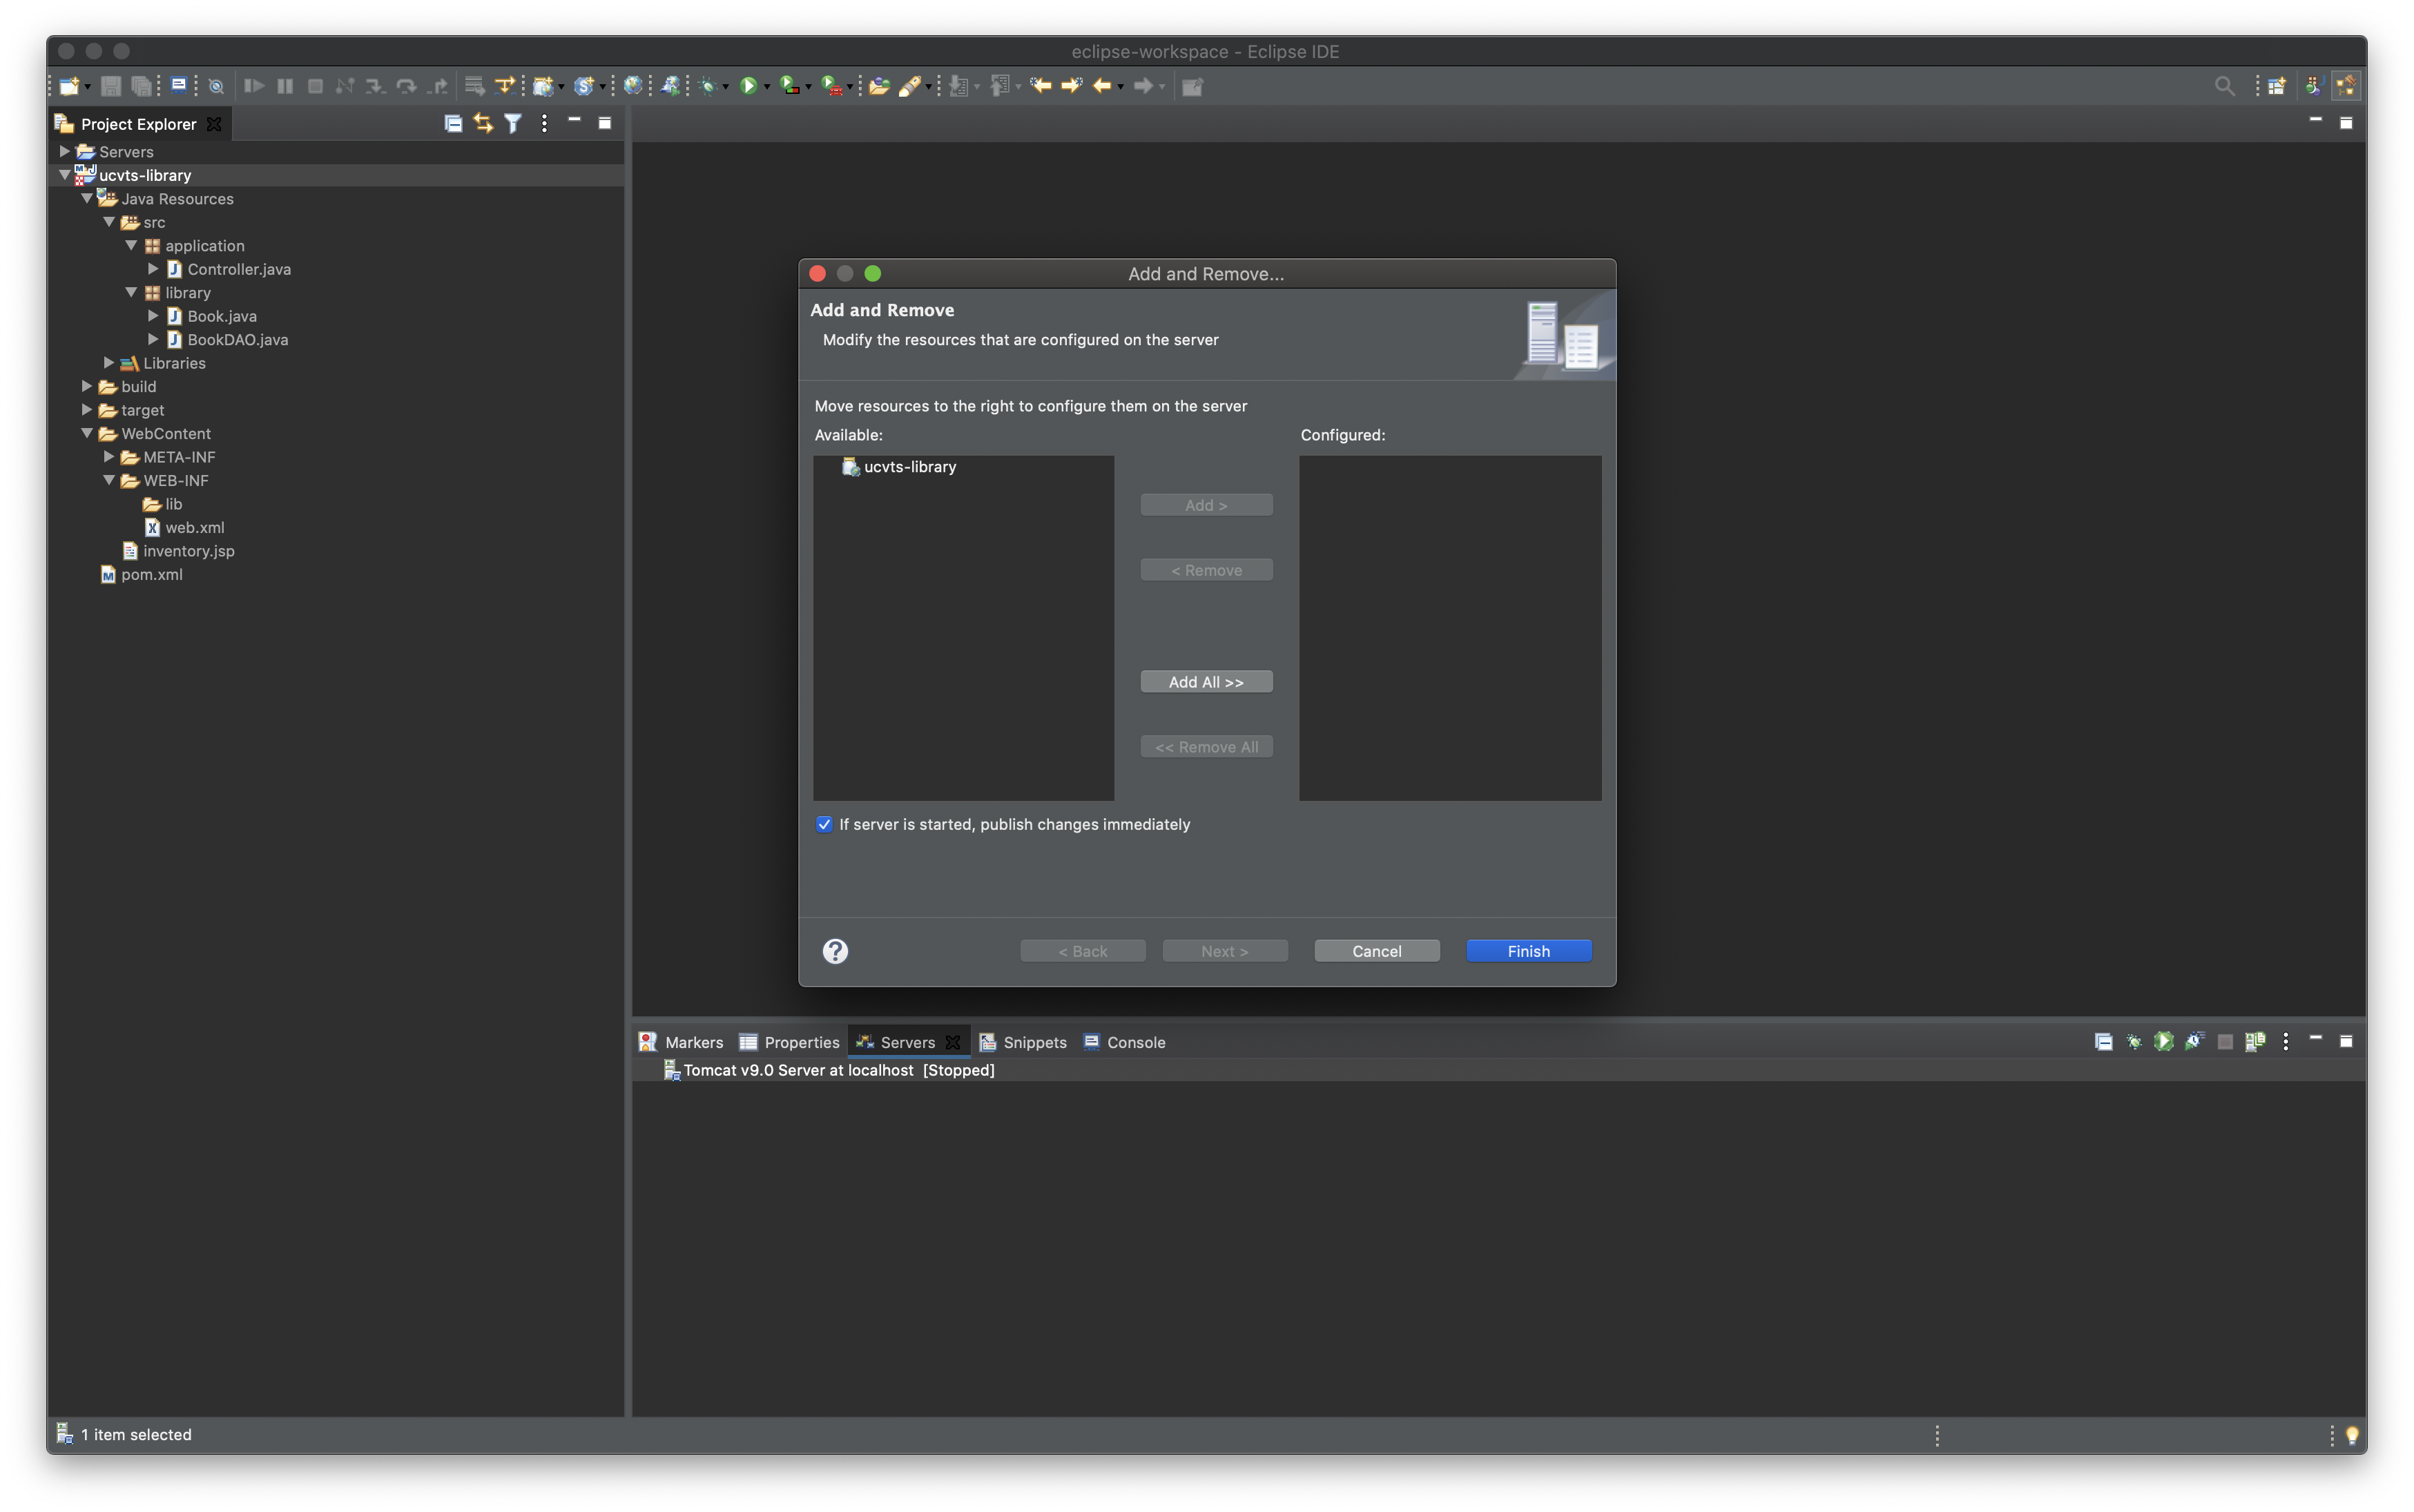 eclipse-workspace - Eclipse IDE
Project Explorer
Servers
ucvts-library
Java Resources
src
application
Controller.java
library
Book.java
BookDAO.java
Libraries
build
target
WebContent
META-INF
WEB-INF
lib
web.xml
inventory.jsp
pom.xml
Add and Remove...
Add and Remove
Modify the resources that are configured on the server
Move resources to the right to configure them on the server
Available:
Configured:
ucvts-library
Add >
< Remove
Add All >>
<< Remove All
If server is started, publish changes immediately
?
< Back
Next >
Cancel
Finish
Markers
Properties
Servers
Snippets
Console
Tomcat v9.0 Server at localhost [Stopped]
1 item selected